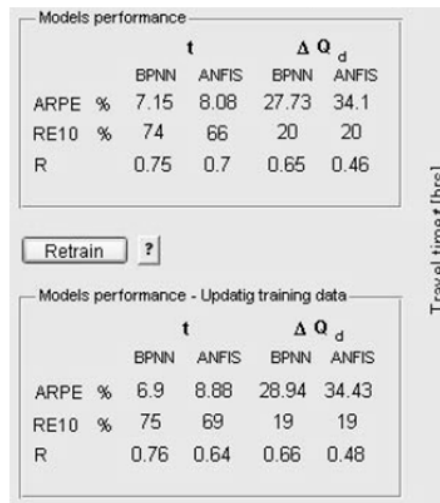 Models performance
t Δ Q d
BPNN ANFIS BPNN ANFIS
ARPE % 7.15 8.08 27.73 34.1
RE10 % 74 66 20 20
R 0.75 0.7 0.65 0.46
Retrain ?
Models performance - Updatig training data
t Δ Q d
BPNN ANFIS BPNN ANFIS
ARPE % 6.9 8.88 28.94 34.43
RE10 % 75 69 19 19
R 0.76 0.64 0.66 0.48
Travel time t [hrs]